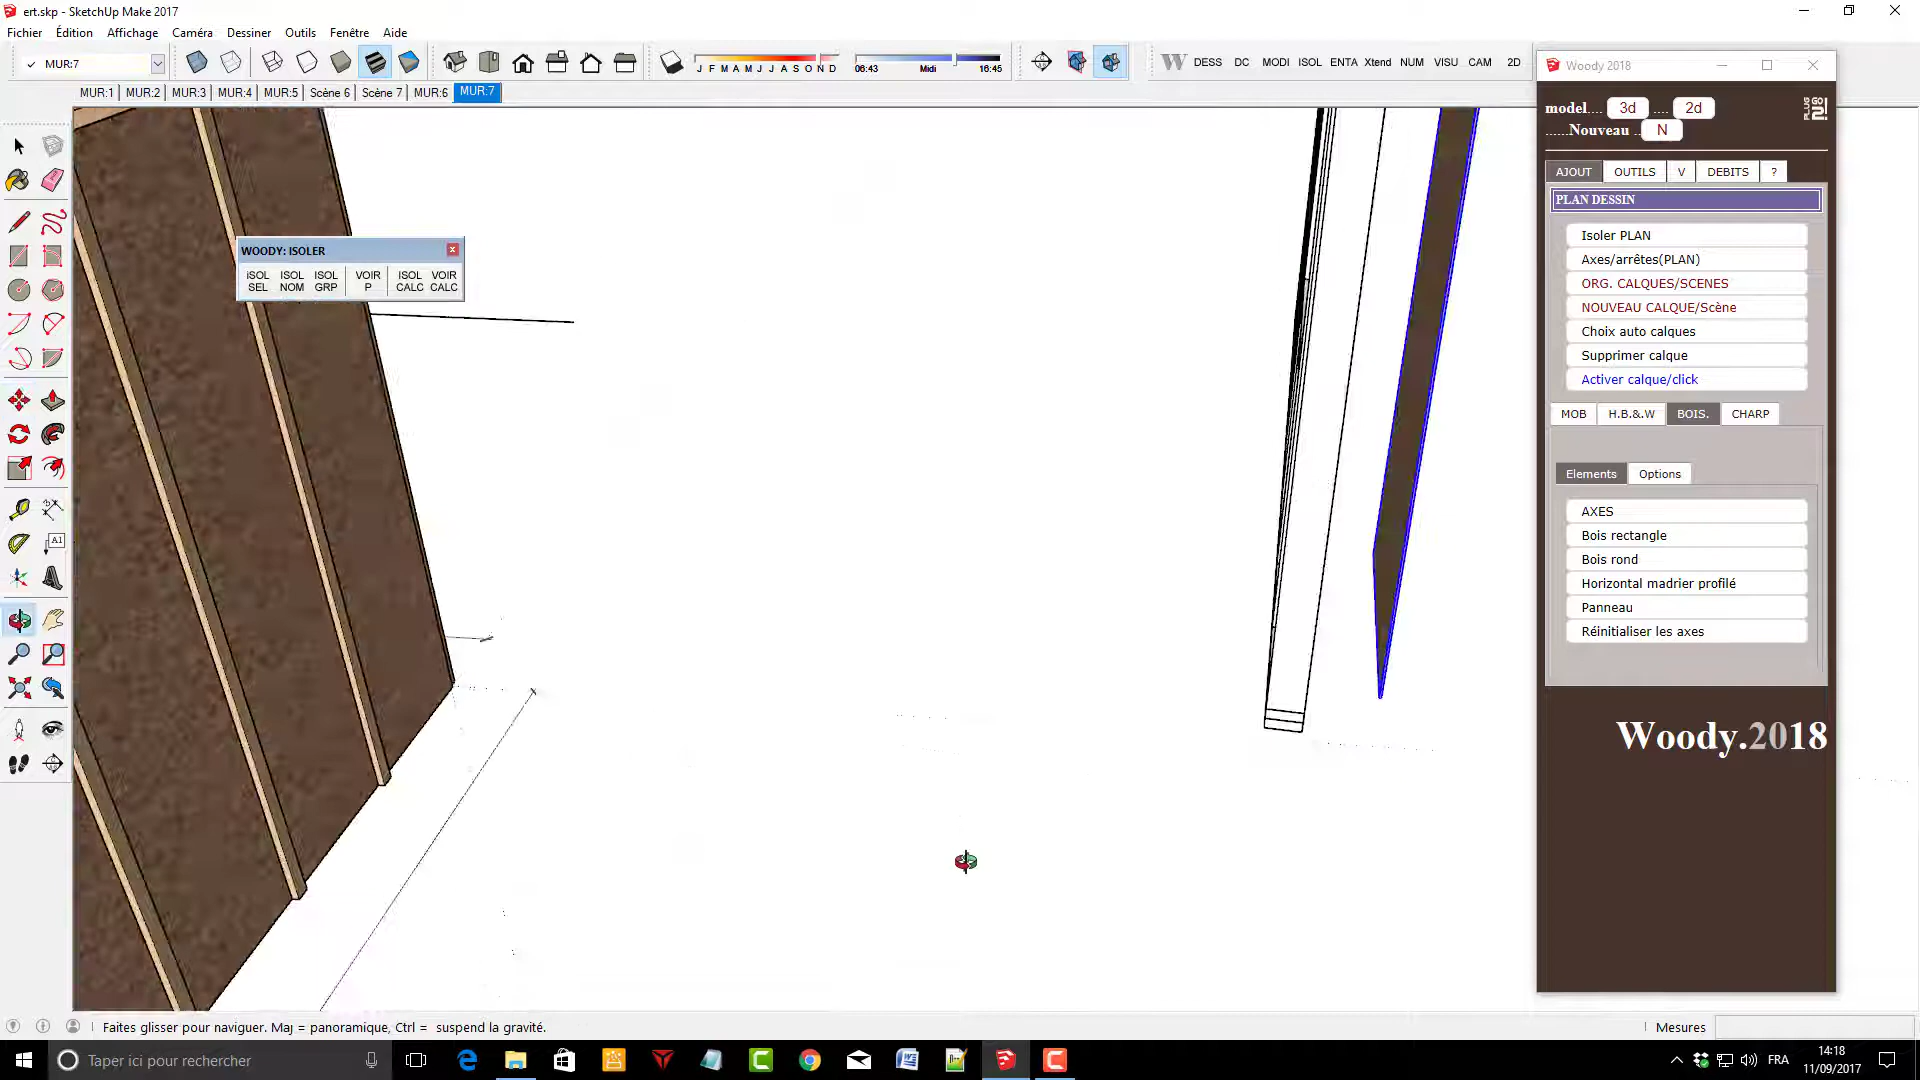 ert.skp - SketchUp Make 2017
Fichier Édition Affichage Caméra Dessiner Outils Fenêtre Aide
✓ MUR:7
J F M A M J J A S O N D
06:43 Midi 16:45
DESS DC MODI ISOL ENTA Xtend NUM VISU CAM 2D
MUR:1 MUR:2 MUR:3 MUR:4 MUR:5 Scène 6 Scène 7 MUR:6 MUR:7
WOODY: ISOLER
iSOL SEL
ISOL NOM
ISOL GRP
VOIR P
ISOL CALC
VOIR CALC
Woody 2018
model.... 3d .... 2d
......Nouveau .. N
AJOUT OUTILS V DEBITS ?
PLAN DESSIN
Isoler PLAN
Axes/arrêtes(PLAN)
ORG. CALQUES/SCENES
NOUVEAU CALQUE/Scène
Choix auto calques
Supprimer calque
Activer calque/click
MOB H.B.&.W BOIS. CHARP
Elements Options
AXES
Bois rectangle
Bois rond
Horizontal madrier profilé
Panneau
Réinitialiser les axes
Woody.2018
Faites glisser pour naviguer. Maj = panoramique, Ctrl = suspend la gravité.
Mesures
Taper ici pour rechercher
FRA
14:18
11/09/2017